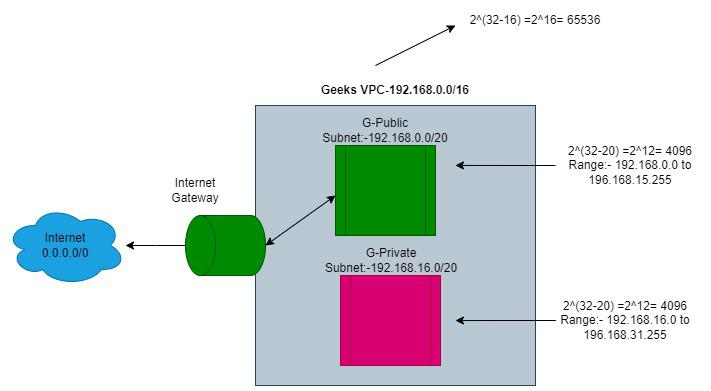 2^(32-16) =2^16= 65536
Geeks VPC-192.168.0.0/16
G-Public
Subnet:-192.168.0.0/20
2^(32-20) =2^12= 4096
Range:- 192.168.0.0 to
196.168.15.255
Internet
Gateway
Internet
0.0.0.0/0
G-Private
Subnet:-192.168.16.0/20
2^(32-20) =2^12= 4096
Range:- 192.168.16.0 to
196.168.31.255